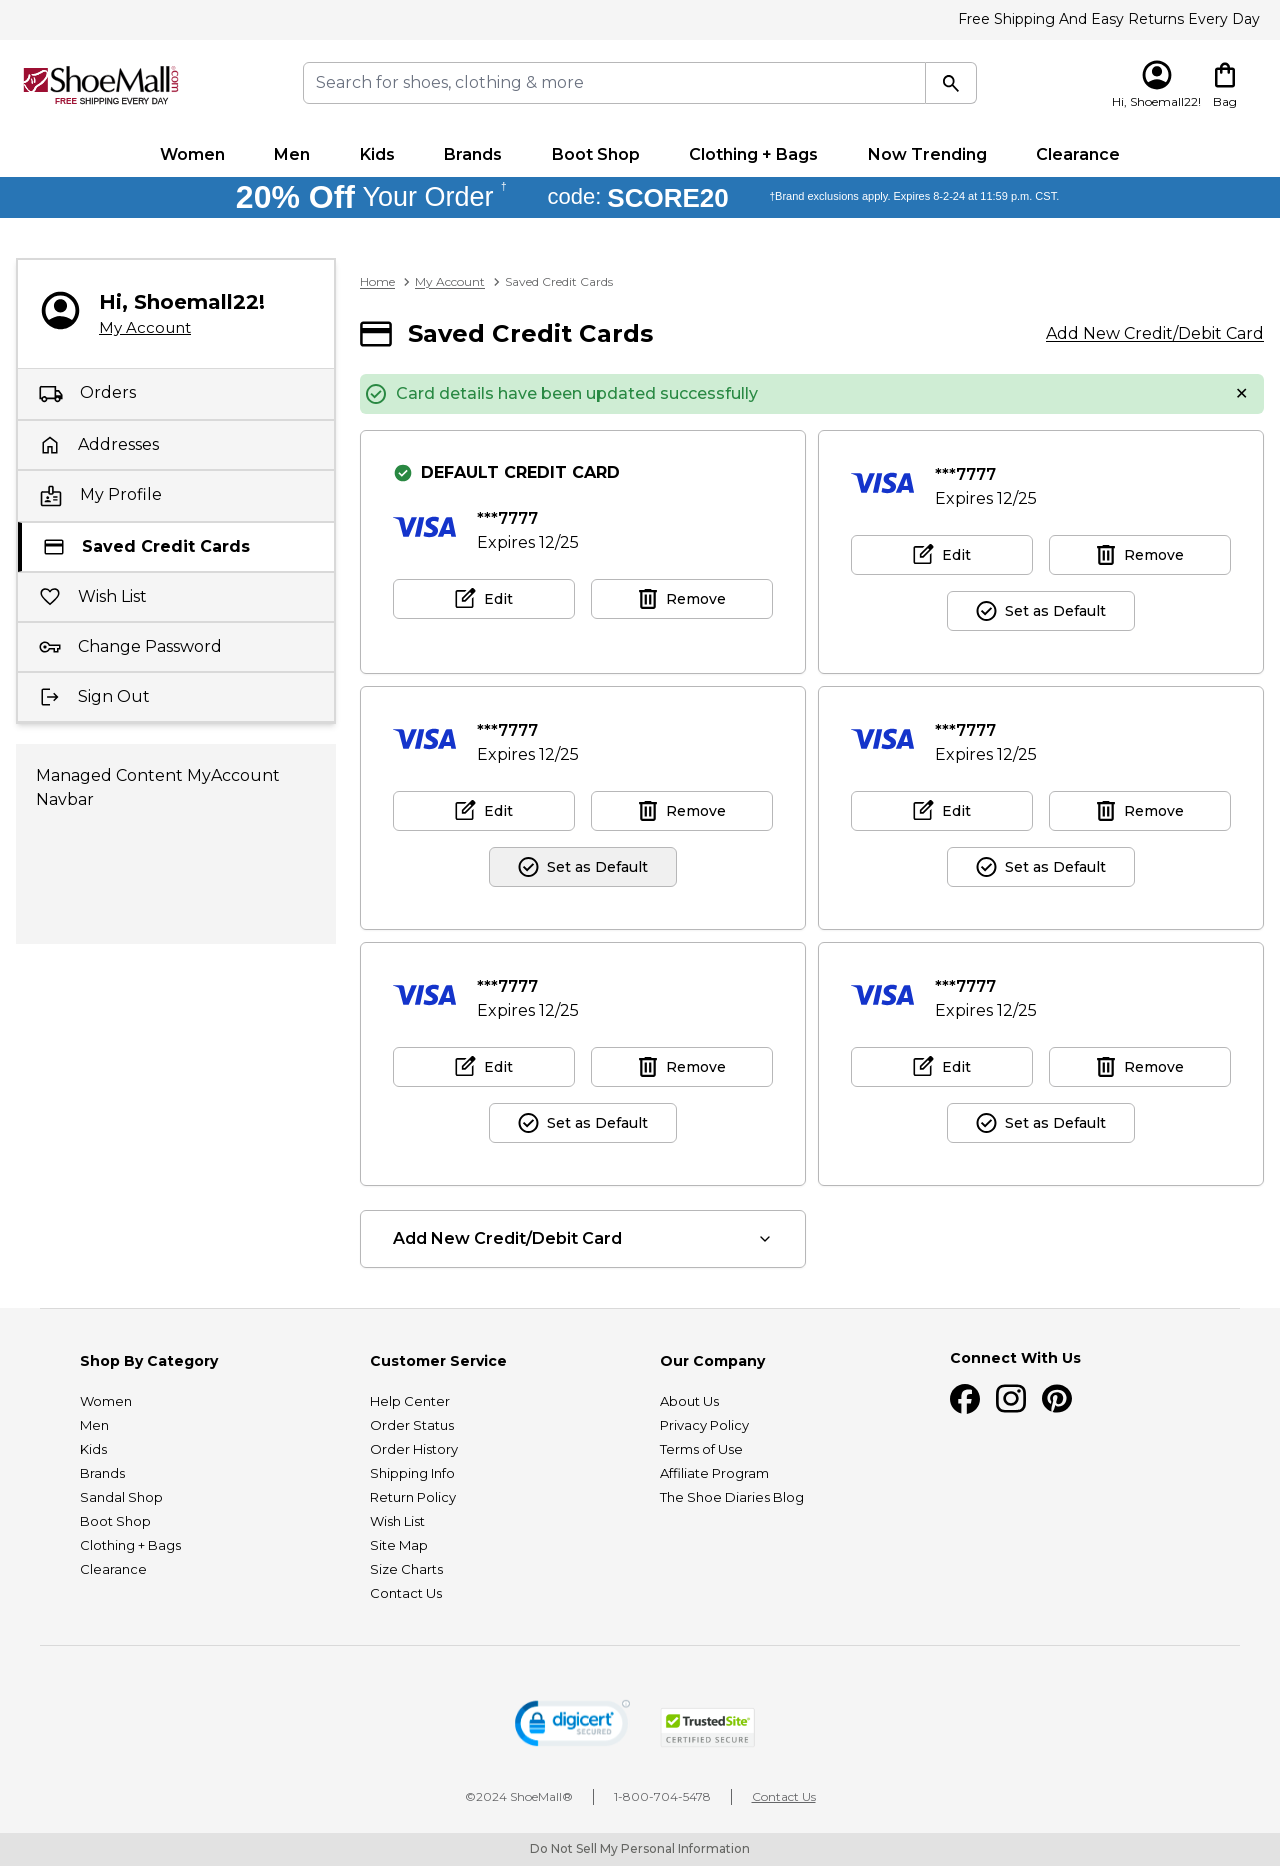 Free Shipping And Easy Returns Every Day
ShoeMall.com
FREE SHIPPING EVERY DAY
Search for shoes, clothing & more
Hi, Shoemall22!
Bag
Women Men Kids Brands Boot Shop Clothing + Bags Now Trending Clearance
20% Off Your Order † code: SCORE20 †Brand exclusions apply. Expires 8-2-24 at 11:59 p.m. CST.
Hi, Shoemall22!
My Account
Orders
Addresses
My Profile
Saved Credit Cards
Wish List
Change Password
Sign Out
Managed Content MyAccount
Navbar
Home > My Account > Saved Credit Cards
Saved Credit Cards
Add New Credit/Debit Card
Card details have been updated successfully
DEFAULT CREDIT CARD
VISA ***7777
Expires 12/25
Edit Remove
VISA ***7777
Expires 12/25
Edit Remove
Set as Default
VISA ***7777
Expires 12/25
Edit Remove
Set as Default
VISA ***7777
Expires 12/25
Edit Remove
Set as Default
VISA ***7777
Expires 12/25
Edit Remove
Set as Default
VISA ***7777
Expires 12/25
Edit Remove
Set as Default
Add New Credit/Debit Card
Shop By Category
Women
Men
Kids
Brands
Sandal Shop
Boot Shop
Clothing + Bags
Clearance
Customer Service
Help Center
Order Status
Order History
Shipping Info
Return Policy
Wish List
Site Map
Size Charts
Contact Us
Our Company
About Us
Privacy Policy
Terms of Use
Affiliate Program
The Shoe Diaries Blog
Connect With Us
digicert
SECURED
TrustedSite
CERTIFIED SECURE
©2024 ShoeMall®
1-800-704-5478
Contact Us
Do Not Sell My Personal Information